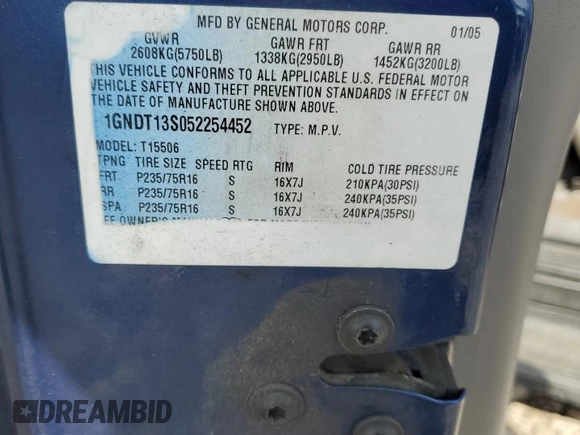 MFD BY GENERAL MOTORS CORP. 01/05
GVWR GAWR FRT GAWR RR
2608KG(5750LB) 1338KG(2950LB) 1452KG(3200LB)
THIS VEHICLE CONFORMS TO ALL APPLICABLE U.S. FEDERAL MOTOR
VEHICLE SAFETY AND THEFT PREVENTION STANDARDS IN EFFECT ON
THE DATE OF MANUFACTURE SHOWN ABOVE.
1GNDT13S052254452 TYPE: M.P.V.
MODEL: T15506
TPNG TIRE SIZE SPEED RTG RIM COLD TIRE PRESSURE
FRT P235/75R16 S 16X7J 210KPA(30PSI)
RR P235/75R16 S 16X7J 240KPA(35PSI)
SPA P235/75R16 S 16X7J 240KPA(35PSI)
OWNER'S
DREAMBID